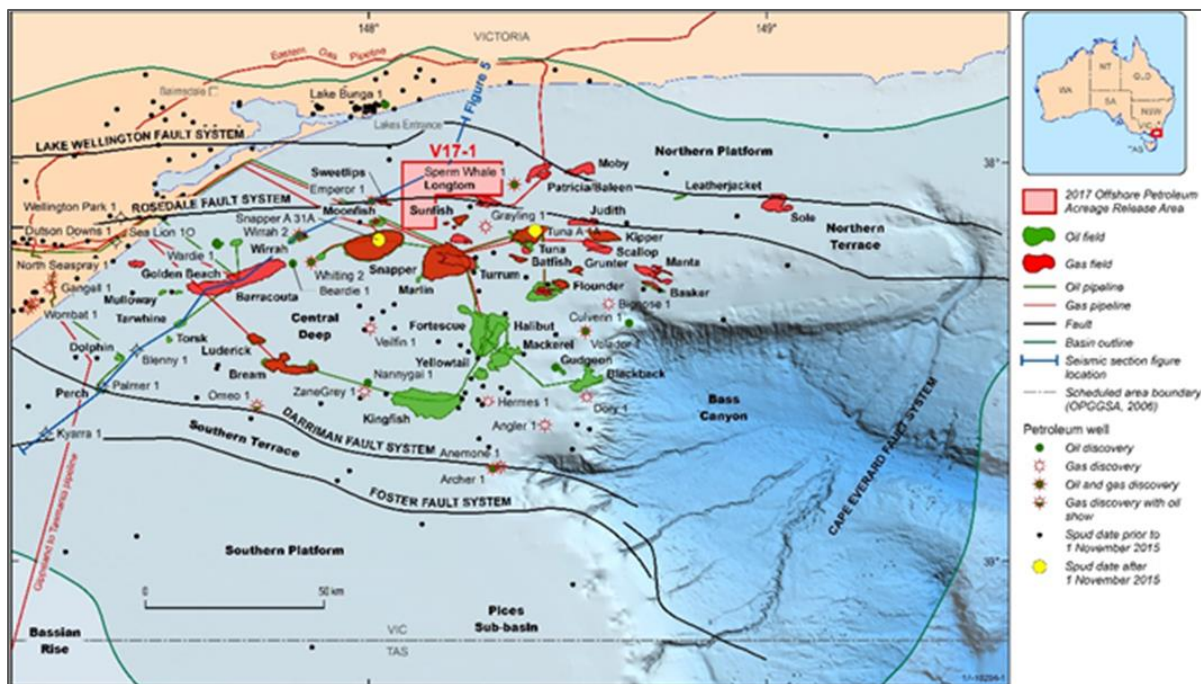 148°
149°
VICTORIA
Eastern Gas Pipeline
Bairnsdale
Lake Bunga 1
Figure 5
LAKE WELLINGTON FAULT SYSTEM
Lakes Entrance
V17-1
Northern Platform
38°
Sweetlips
Sperm Whale 1
Moby
Emperor 1
Longtom
Patricia/Baleen
Leatherjacket
Wellington Park 1
ROSEDALE FAULT SYSTEM
Moonfish
Sunfish
Snapper A 31A
Grayling 1
Judith
Sole
Dutson Downs 1
Sea Lion 1
Wirrah 2
Tuna A 4A
Kipper
Northern
Terrace
Wardie 1
Wirrah
Tuna
Scallop
North Seaspray 1
Golden Beach
Whiting 2
Snapper
Turrum
Batfish
Grunter
Manta
Gangell 1
Beardie 1
Marlin
Flounder
Mulloway
Barracouta
Basker
Wombat 1
Tarwhine
Central
Deep
Bignose 1
Culverin 1
Torsk
Veilfin 1
Fortescue
Halibut
Volador 1
Dolphin
Mackerel
Blenny 1
Luderick
Yellowtail
Gudgeon
Bream
Nannygai 1
Blackback
Perch
Palmer 1
ZaneGrey 1
Bass
Canyon
Omeo 1
Kingfish
Hermes 1
Dory 1
DARRIMAN FAULT SYSTEM
Angler 1
Kyarra 1
Southern Terrace
Anemone 1
Archer 1
FOSTER FAULT SYSTEM
CAPE EVERARD FAULT SYSTEM
Gippsland to Tasmania pipeline
Southern Platform
39°
0
50 km
Pices
Sub-basin
Bassian
Rise
VIC
TAS
WA
NT
SA
QLD
NSW
VIC
TAS
2017 Offshore Petroleum
Acreage Release Area
Oil field
Gas field
Oil pipeline
Gas pipeline
Fault
Basin outline
Seismic section figure
location
Scheduled area boundary
(OPGGSA, 2006)
Petroleum well
Oil discovery
Gas discovery
Oil and gas discovery
Gas discovery with oil
show
Spud date prior to
1 November 2015
Spud date after
1 November 2015